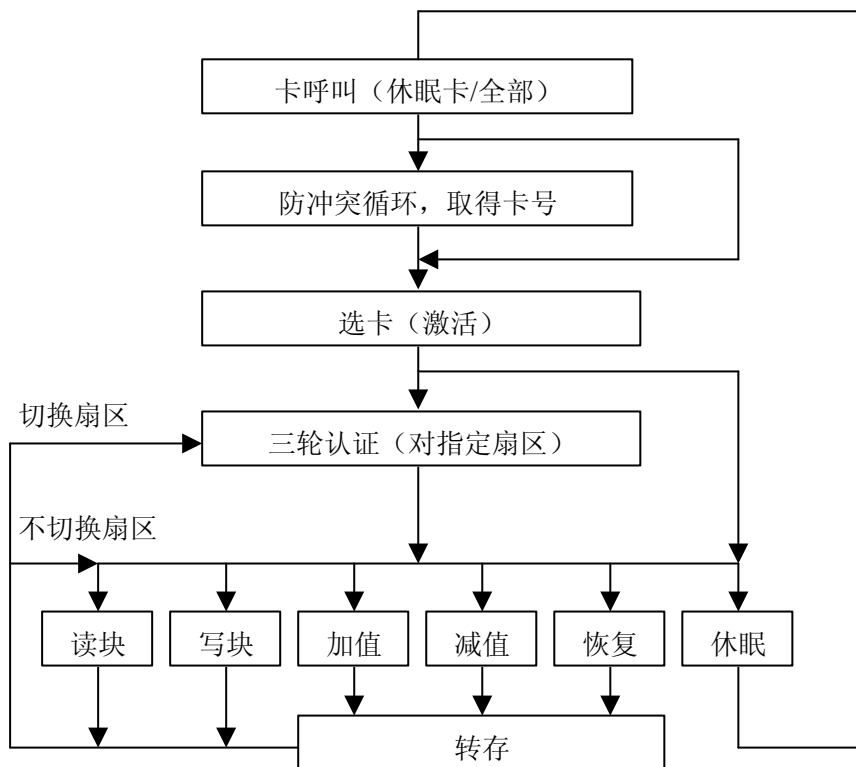 卡呼叫（休眠卡/全部）
防冲突循环，取得卡号
选卡（激活）
切换扇区
三轮认证（对指定扇区）
不切换扇区
读块
写块
加值
减值
恢复
休眠
转存